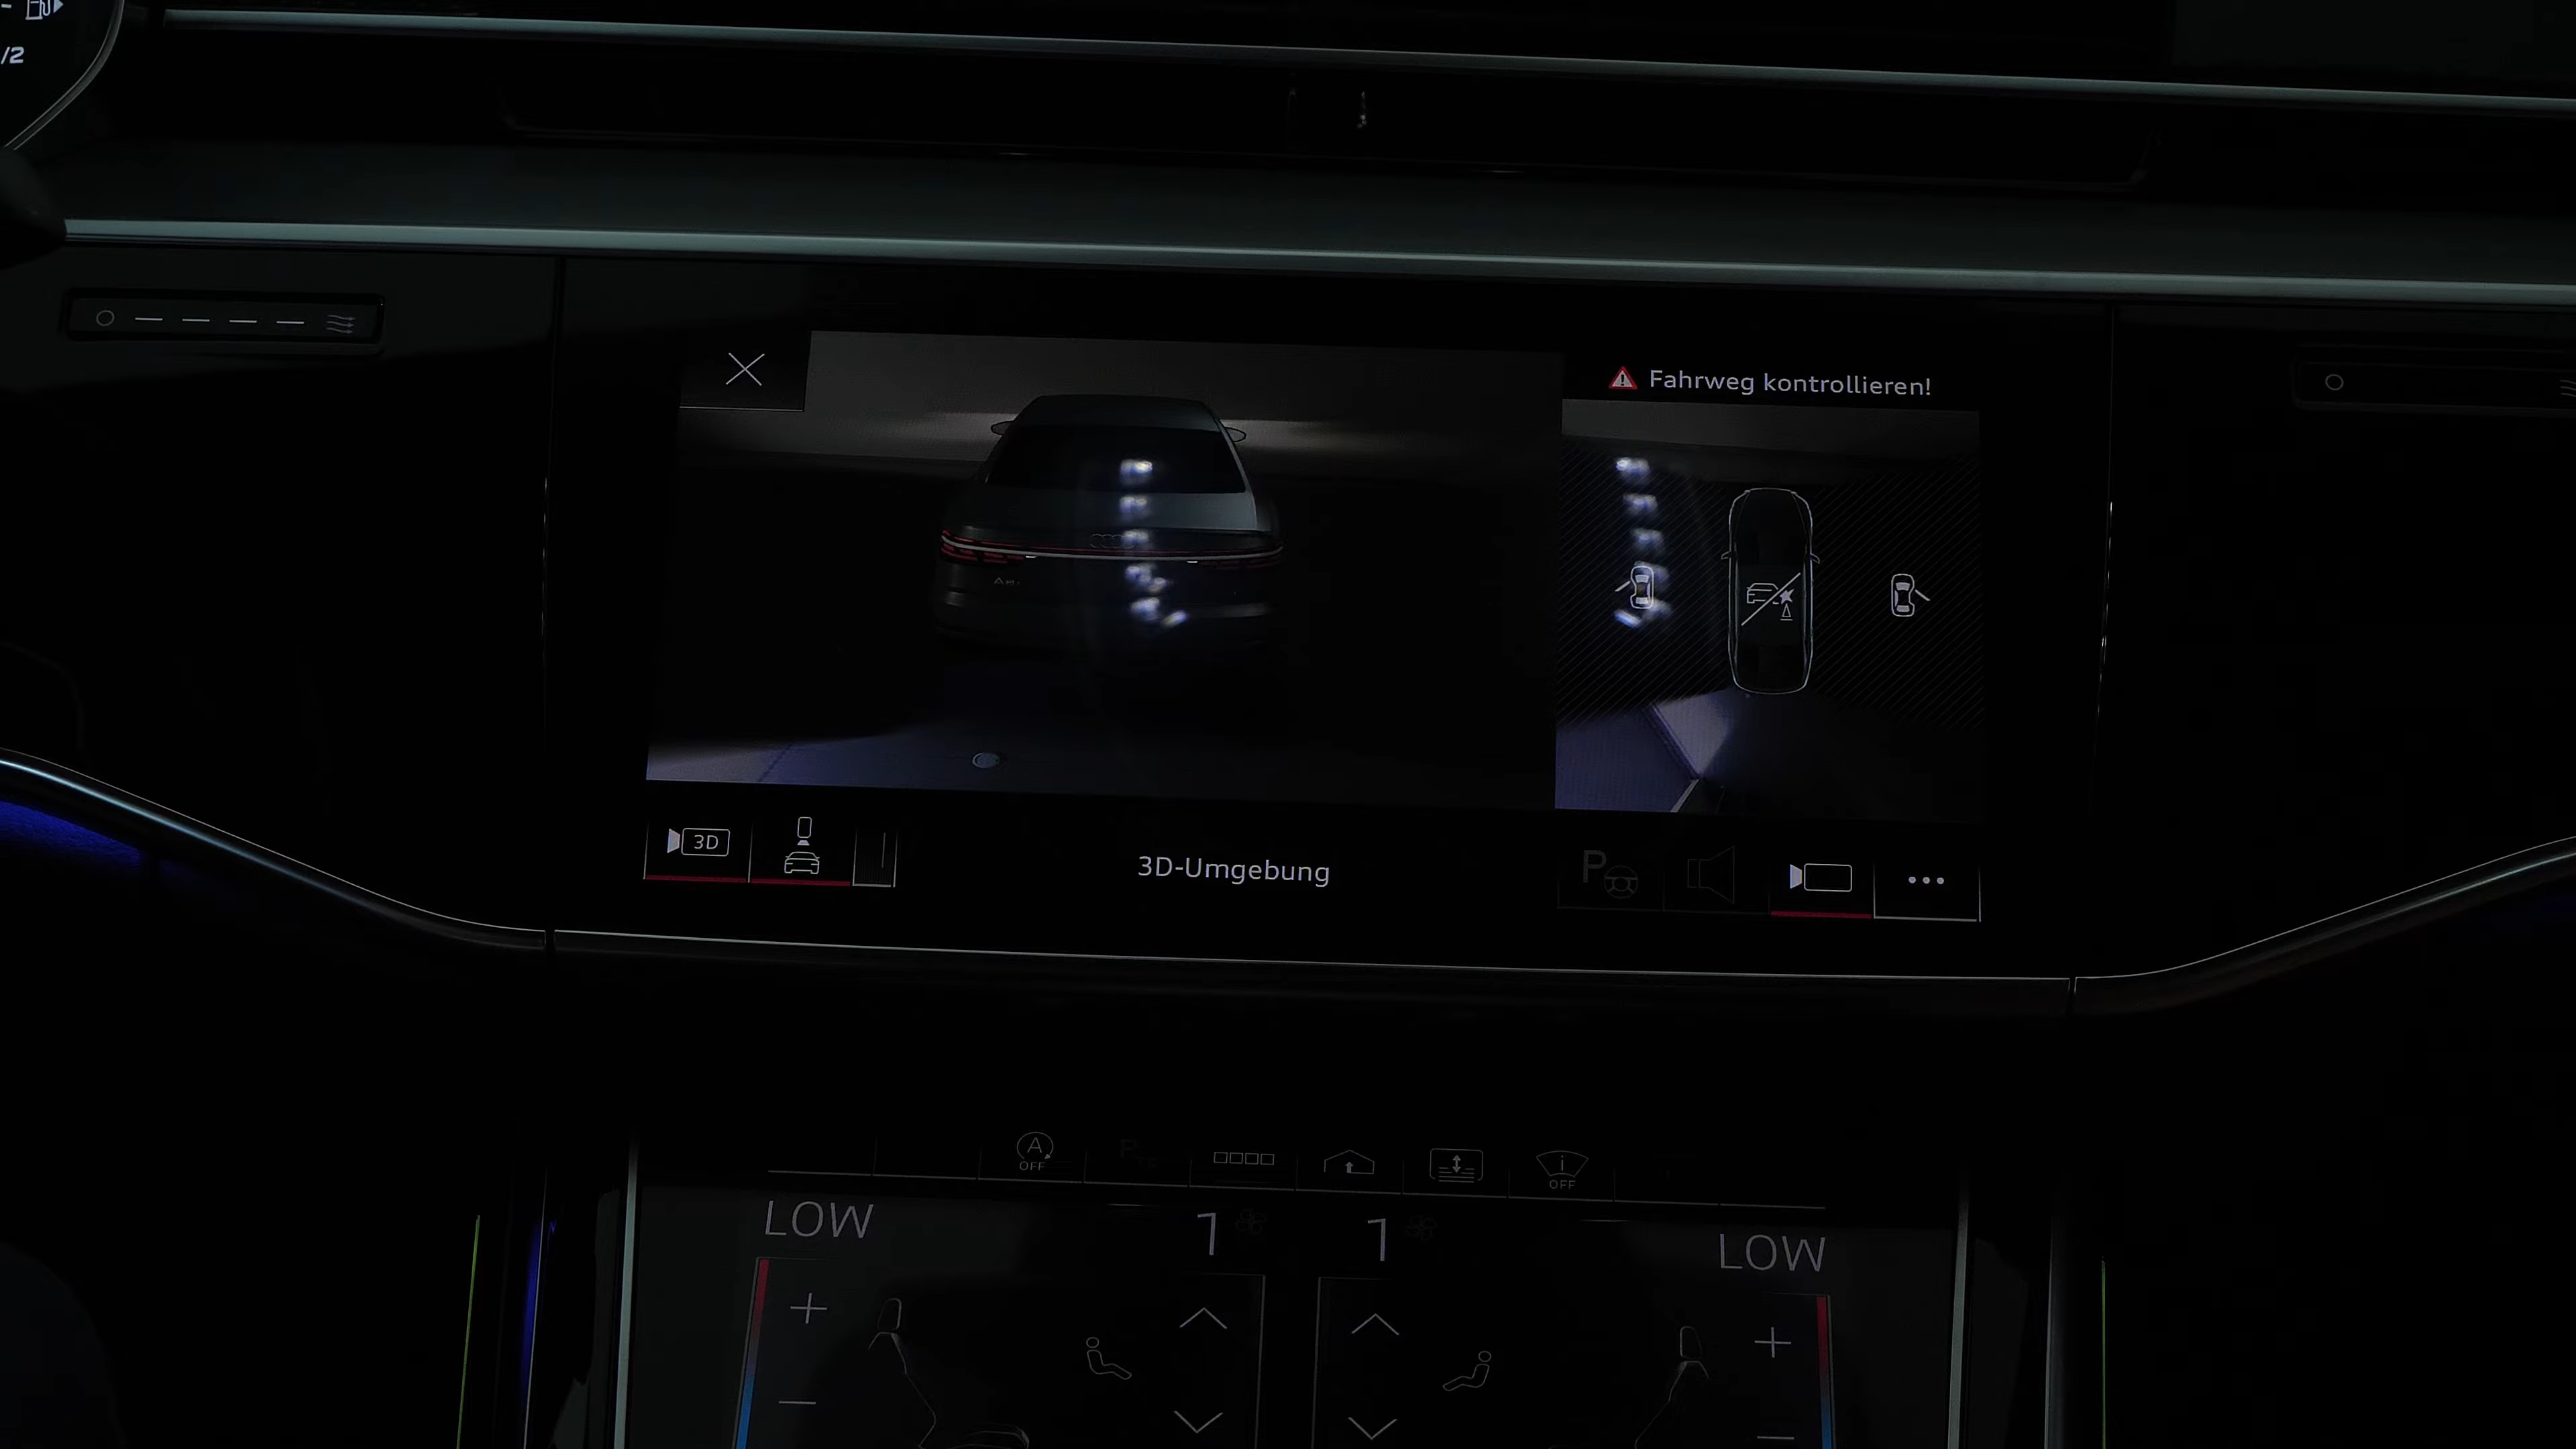 /2
Fahrweg kontrollieren!
3D
3D-Umgebung
P
A
OFF
i
OFF
LOW
1
1
LOW